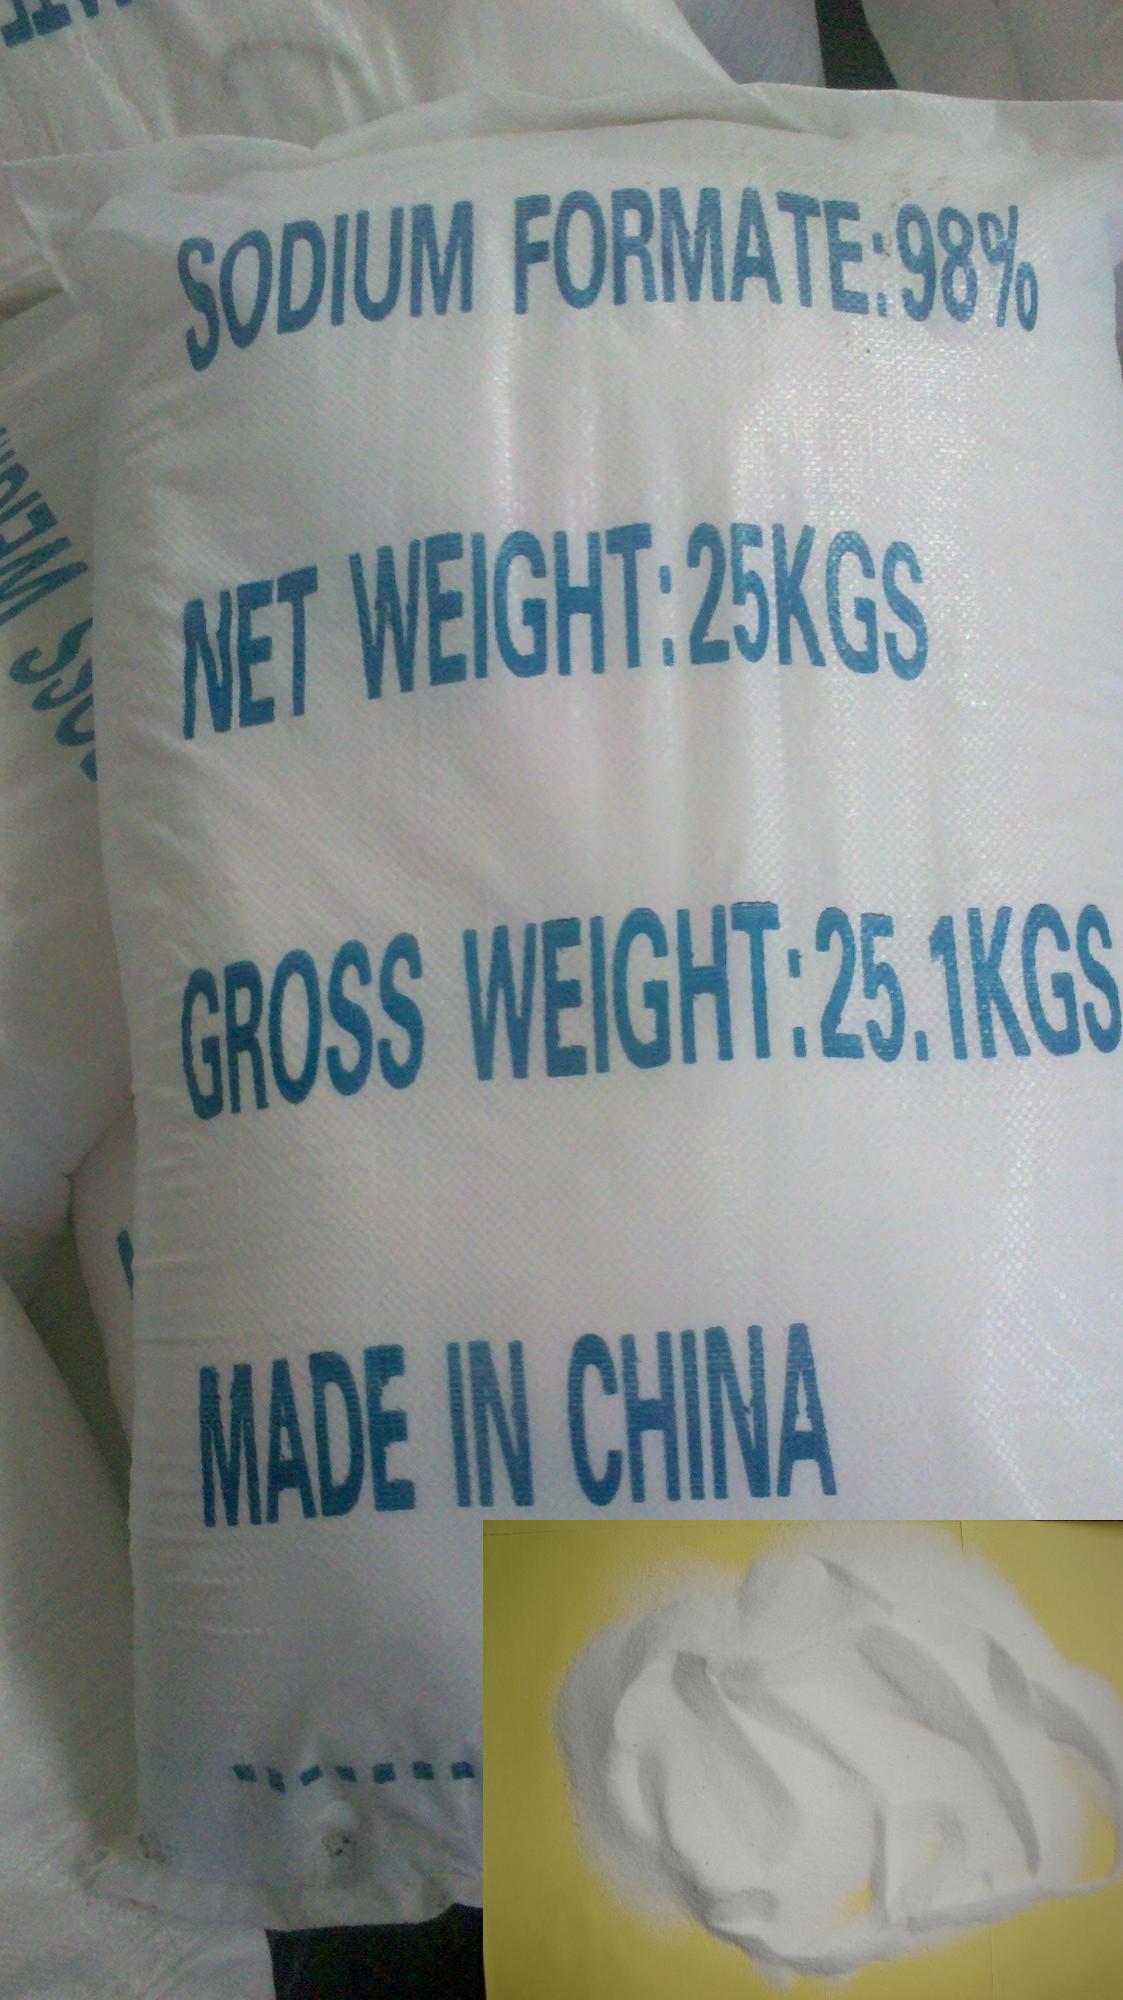 SODIUM FORMATE:98%
NET WEIGHT:25KGS
GROSS WEIGHT:25.1KGS
MADE IN CHINA